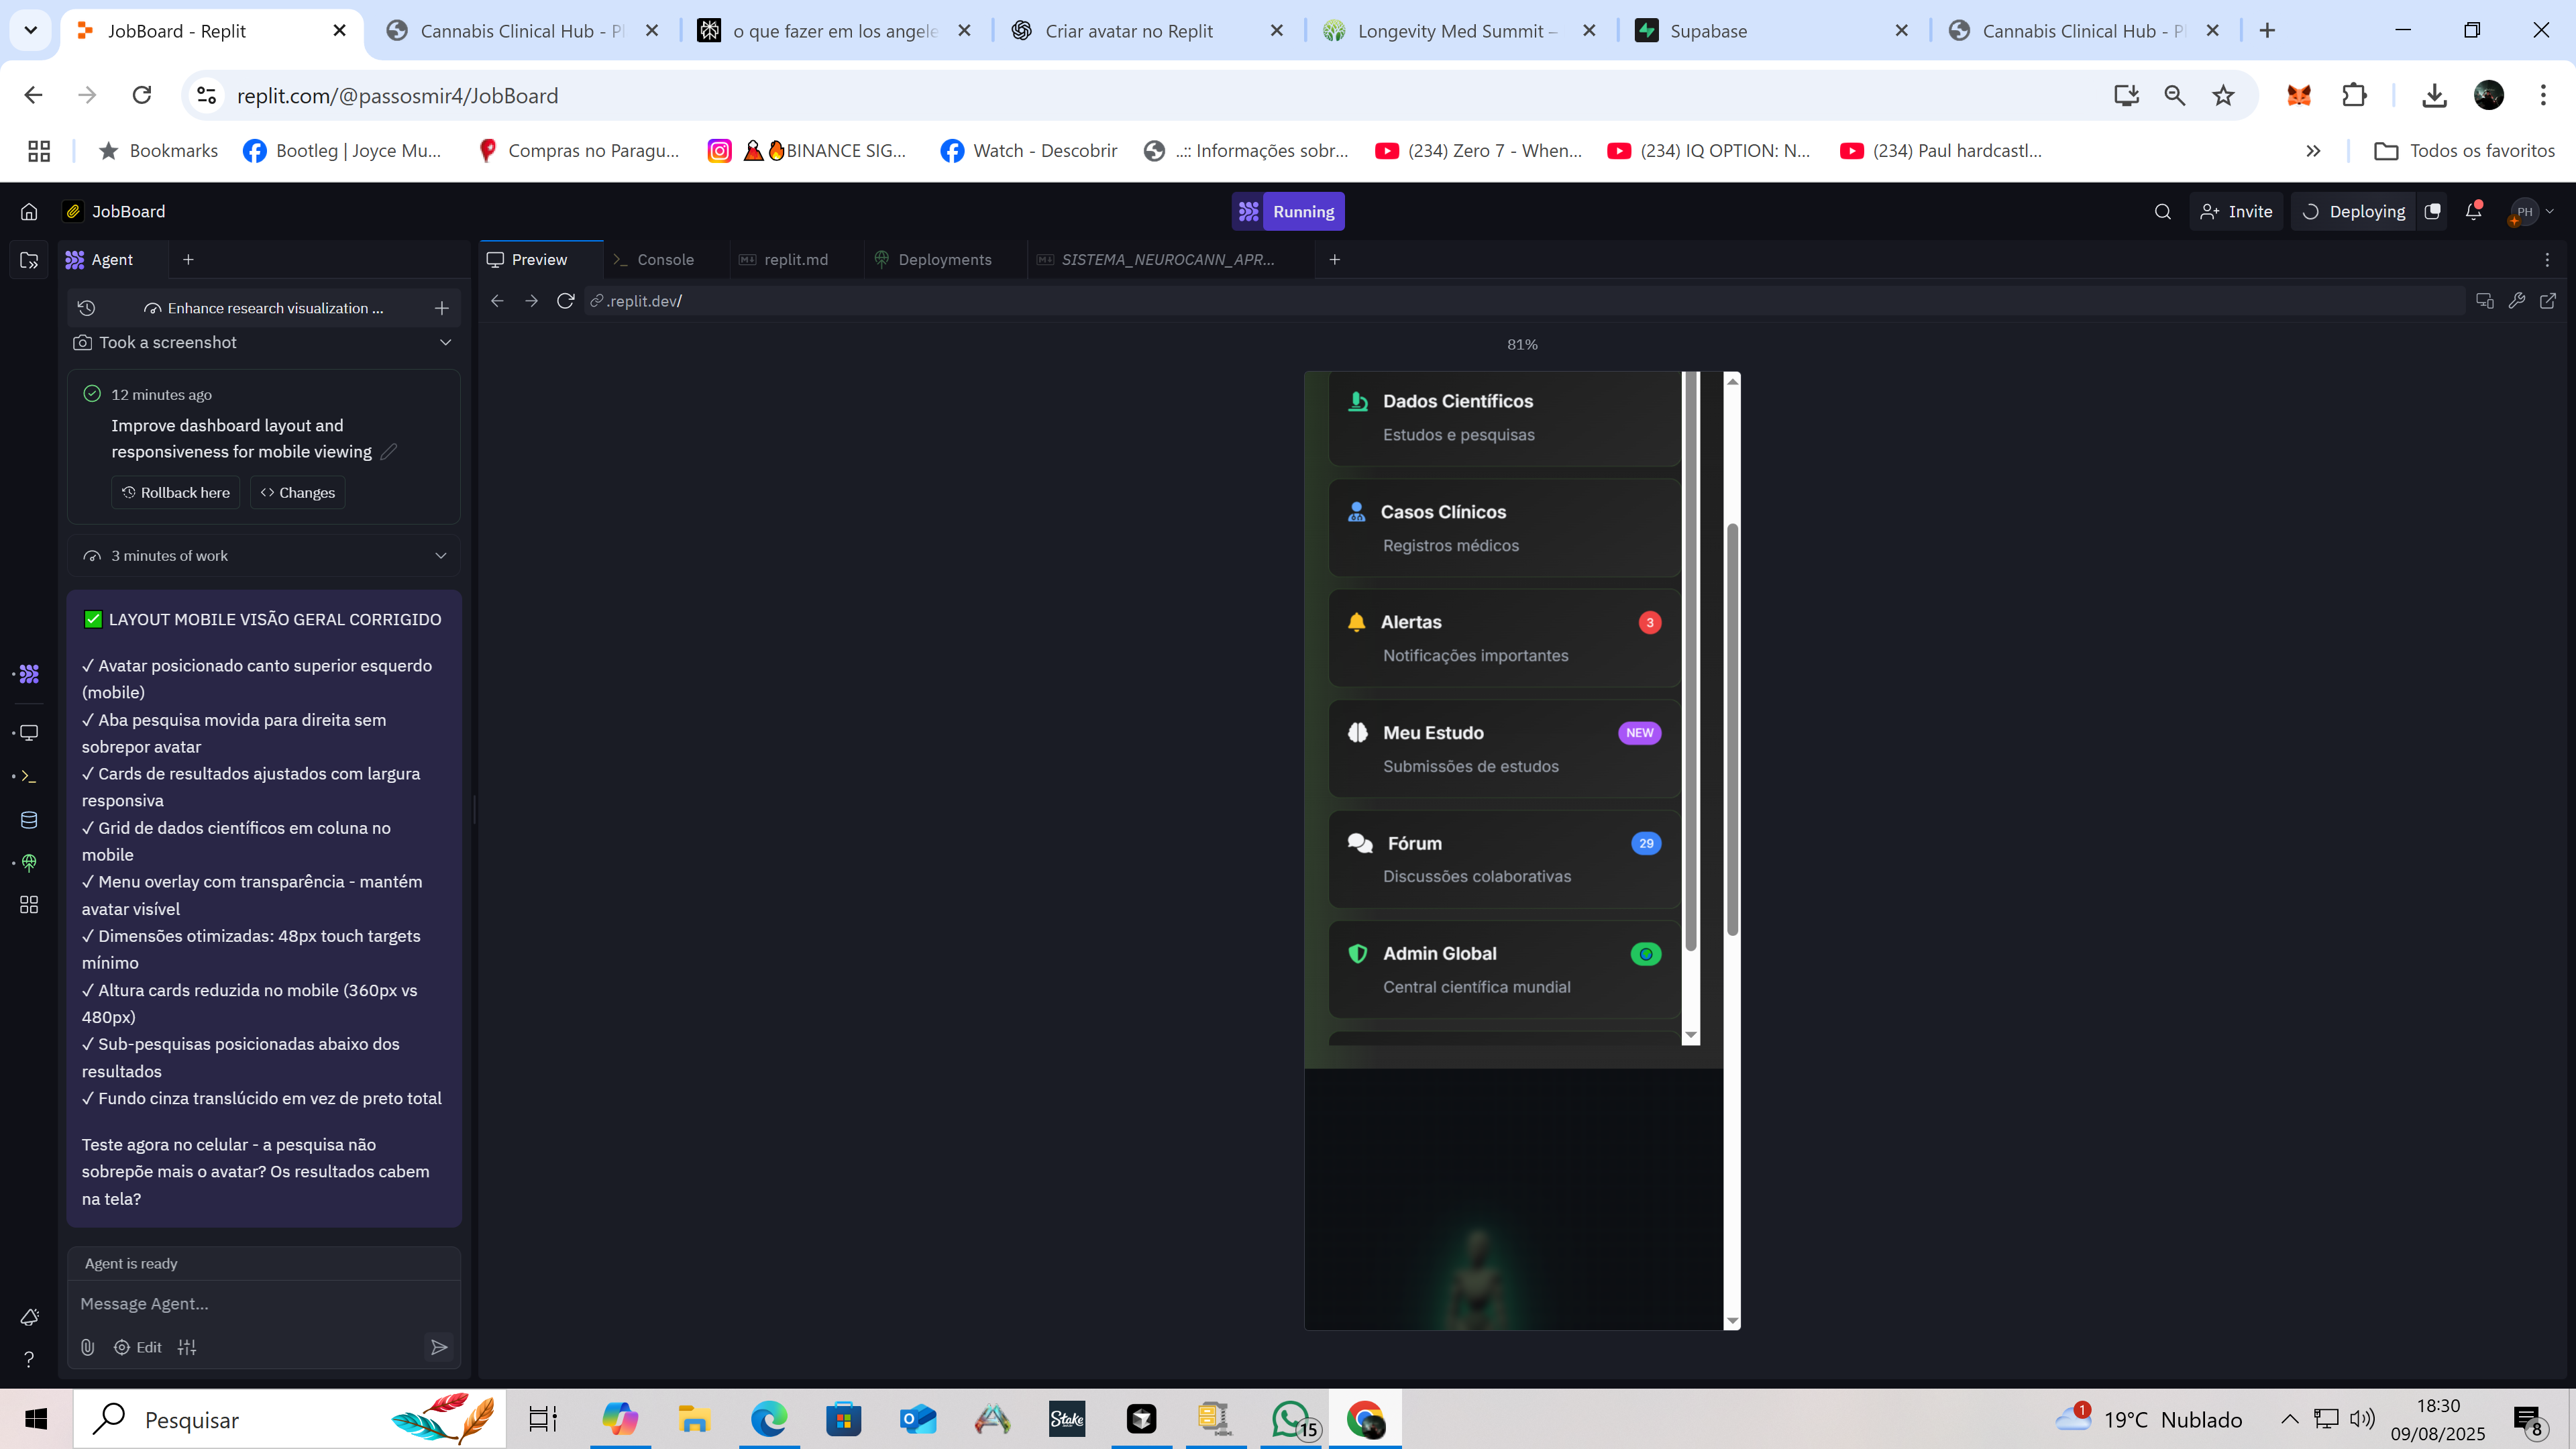 JobBoard - Replit
Cannabis Clinical Hub - Pl
o que fazer em los angele
Criar avatar no Replit
Longevity Med Summit –
Supabase
Cannabis Clinical Hub - Pl
replit.com/@passosmir4/JobBoard
Bookmarks
Bootleg | Joyce Mu...
Compras no Paragu...
BINANCE SIG...
Watch - Descobrir
..:: Informações sobr...
(234) Zero 7 - When...
(234) IQ OPTION: N...
(234) Paul hardcastl...
Todos os favoritos
JobBoard
Running
Invite
Deploying
PH
Agent
Preview
Console
replit.md
Deployments
SISTEMA_NEUROCANN_APR...
Enhance research visualization ...
.replit.dev/
Took a screenshot
81%
12 minutes ago
Improve dashboard layout and
responsiveness for mobile viewing
Rollback here
Changes
3 minutes of work
✅ LAYOUT MOBILE VISÃO GERAL CORRIGIDO
✓ Avatar posicionado canto superior esquerdo
(mobile)
✓ Aba pesquisa movida para direita sem
sobrepor avatar
✓ Cards de resultados ajustados com largura
responsiva
✓ Grid de dados científicos em coluna no
mobile
✓ Menu overlay com transparência - mantém
avatar visível
✓ Dimensões otimizadas: 48px touch targets
mínimo
✓ Altura cards reduzida no mobile (360px vs
480px)
✓ Sub-pesquisas posicionadas abaixo dos
resultados
✓ Fundo cinza translúcido em vez de preto total
Teste agora no celular - a pesquisa não
sobrepõe mais o avatar? Os resultados cabem
na tela?
Agent is ready
Message Agent...
Edit
Dados Científicos
Estudos e pesquisas
Casos Clínicos
Registros médicos
Alertas
3
Notificações importantes
Meu Estudo
NEW
Submissões de estudos
Fórum
29
Discussões colaborativas
Admin Global
Central científica mundial
Pesquisar
Stake
15
1
19°C Nublado
18:30
09/08/2025
8